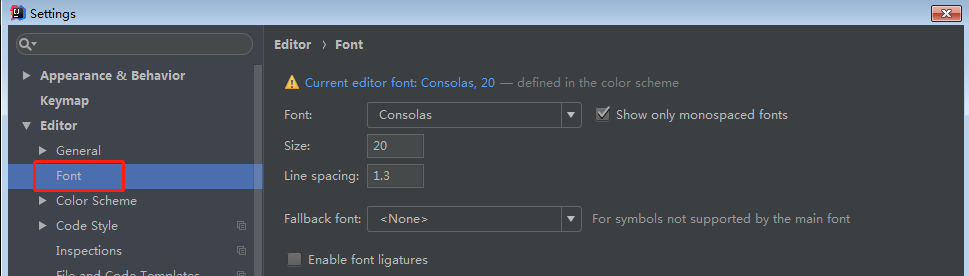 Settings
Appearance & Behavior
Keymap
Editor
General
Font
Color Scheme
Code Style
Inspections
File and Code Templates
Editor › Font
Current editor font: Consolas, 20 — defined in the color scheme
Font: Consolas Show only monospaced fonts
Size: 20
Line spacing: 1.3
Fallback font: <None> For symbols not supported by the main font
Enable font ligatures